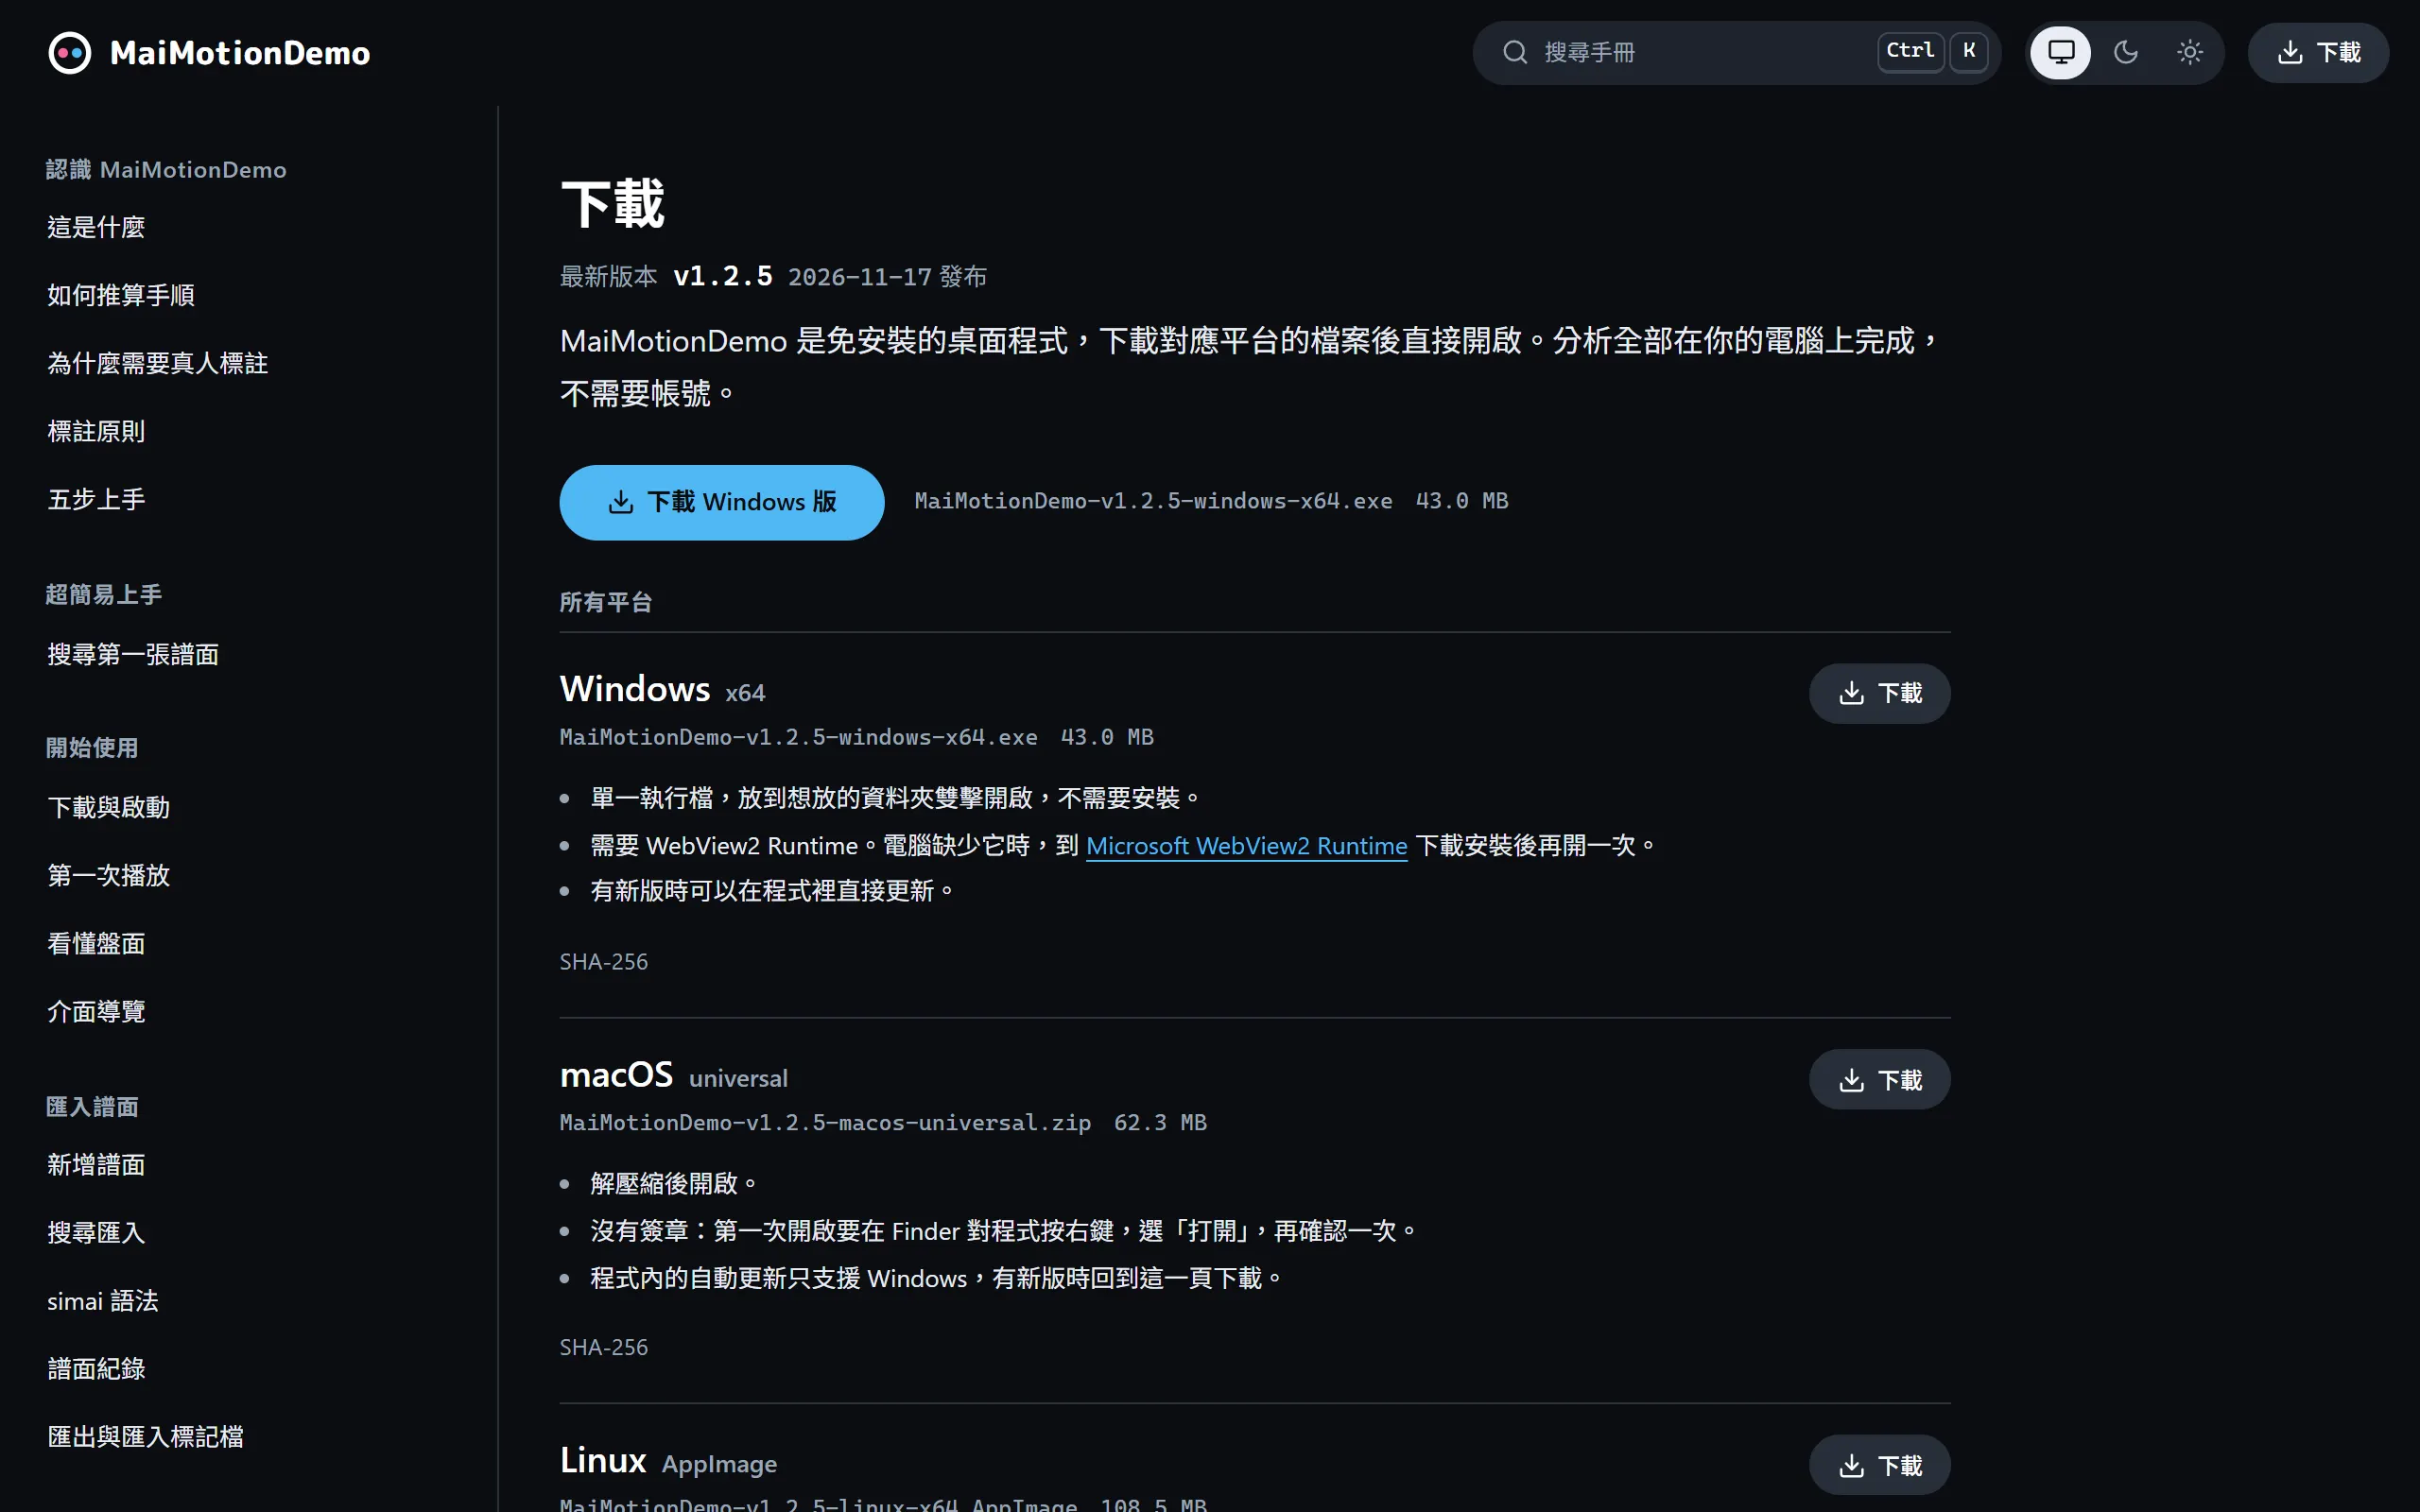 MaiMotionDemo
搜尋手冊
Ctrl K
下載
認識 MaiMotionDemo
這是什麼
如何推算手順
為什麼需要真人標註
標註原則
五步上手
超簡易上手
搜尋第一張譜面
開始使用
下載與啟動
第一次播放
看懂盤面
介面導覽
匯入譜面
新增譜面
搜尋匯入
simai 語法
譜面紀錄
匯出與匯入標記檔
下載
最新版本 v1.2.5 2026-11-17 發布
MaiMotionDemo 是免安裝的桌面程式，下載對應平台的檔案後直接開啟。分析全部在你的電腦上完成，
不需要帳號。
下載 Windows 版
MaiMotionDemo-v1.2.5-windows-x64.exe 43.0 MB
所有平台
Windows x64
下載
MaiMotionDemo-v1.2.5-windows-x64.exe 43.0 MB
單一執行檔，放到想放的資料夾雙擊開啟，不需要安裝。
需要 WebView2 Runtime。電腦缺少它時，到 Microsoft WebView2 Runtime 下載安裝後再開一次。
有新版時可以在程式裡直接更新。
SHA-256
macOS universal
下載
MaiMotionDemo-v1.2.5-macos-universal.zip 62.3 MB
解壓縮後開啟。
沒有簽章：第一次開啟要在 Finder 對程式按右鍵，選「打開」，再確認一次。
程式內的自動更新只支援 Windows，有新版時回到這一頁下載。
SHA-256
Linux AppImage
下載
MaiMotionDemo-v1.2.5-linux-x64.AppImage 108.5 MB